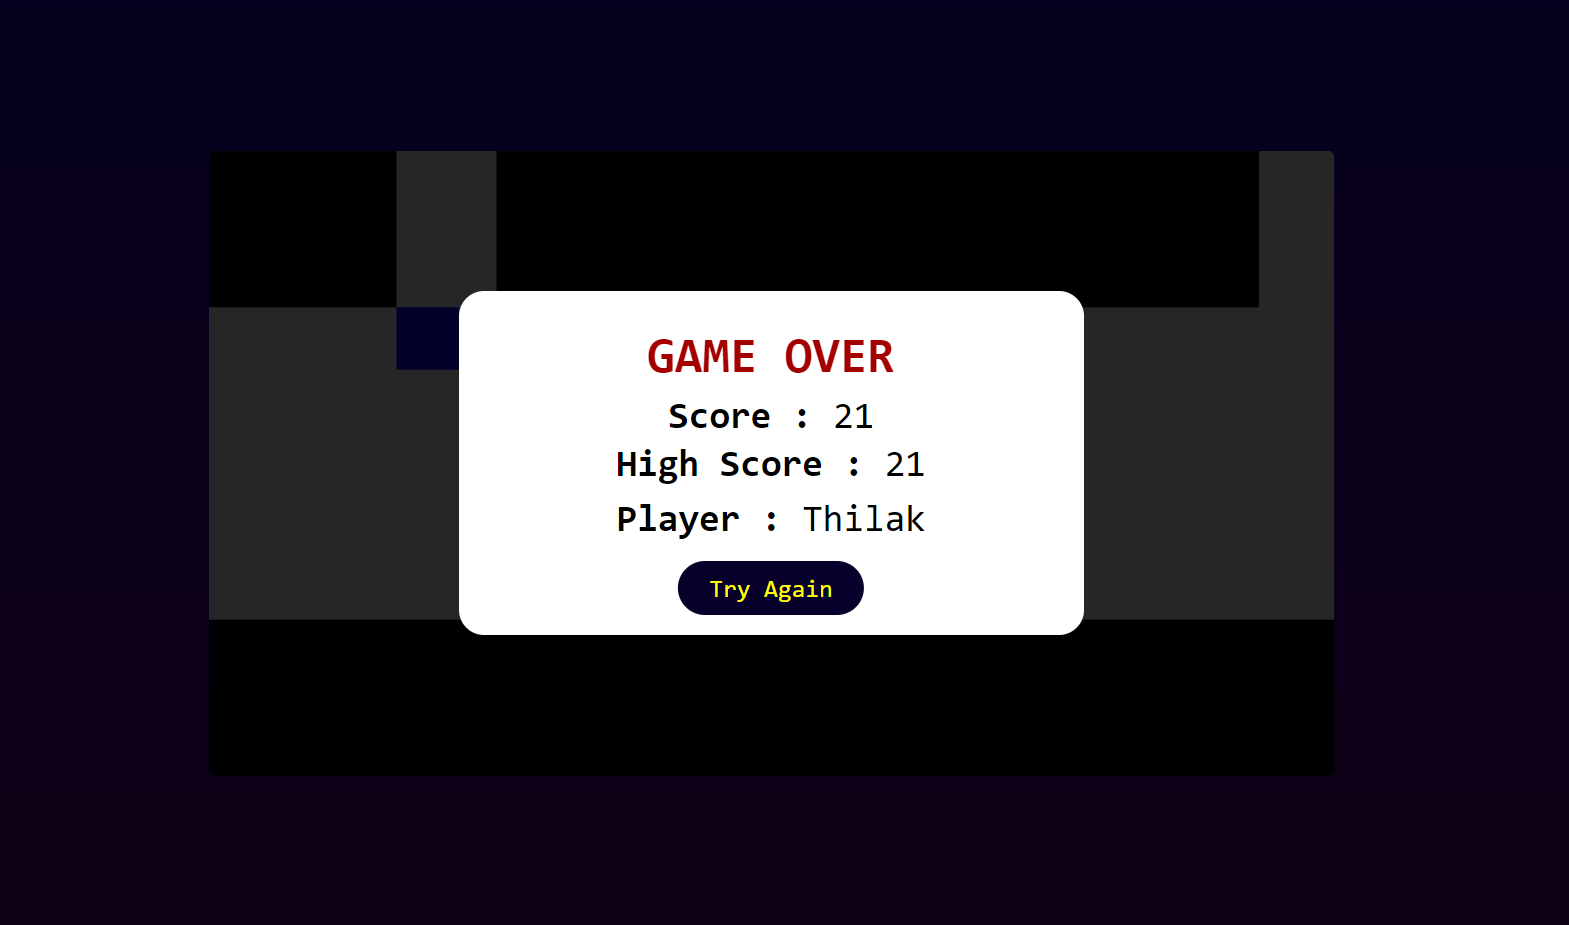 GAME OVER
Score : 21
High Score : 21
Player : Thilak
Try Again